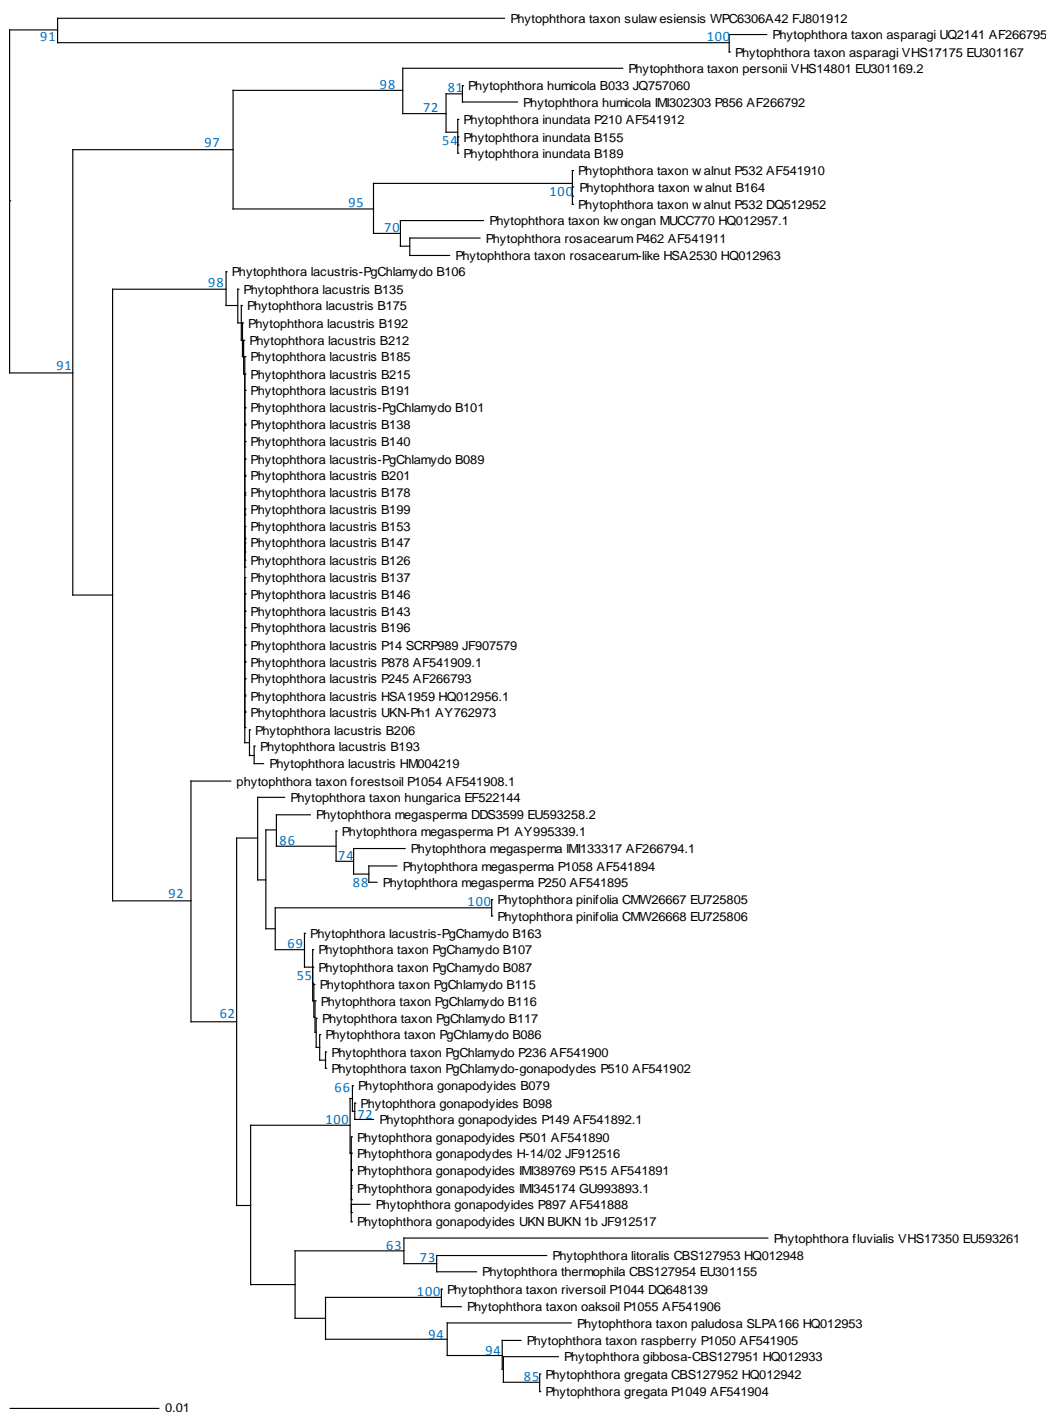 Phytophthora taxon sulawesiensis WPC6306A42 FJ801912
91
100
Phytophthora taxon asparagi UQ2141 AF266795
Phytophthora taxon asparagi VHS17175 EU301167
Phytophthora taxon personii VHS14801 EU301169.2
98
81
Phytophthora humicola B033 JQ757060
72
Phytophthora humicola IMI302303 P856 AF266792
Phytophthora inundata P210 AF541912
97
54
Phytophthora inundata B155
Phytophthora inundata B189
Phytophthora taxon walnut P532 AF541910
100
Phytophthora taxon walnut B164
95
Phytophthora taxon walnut P532 DQ512952
70
Phytophthora taxon kwongan MUCC770 HQ012957.1
Phytophthora rosacearum P462 AF541911
Phytophthora taxon rosacearum-like HSA2530 HQ012963
Phytophthora lacustris-PgChlamydo B106
98
Phytophthora lacustris B135
Phytophthora lacustris B175
Phytophthora lacustris B192
Phytophthora lacustris B212
91
Phytophthora lacustris B185
Phytophthora lacustris B215
Phytophthora lacustris B191
Phytophthora lacustris-PgChlamydo B101
Phytophthora lacustris B138
Phytophthora lacustris B140
Phytophthora lacustris-PgChlamydo B089
Phytophthora lacustris B201
Phytophthora lacustris B178
Phytophthora lacustris B199
Phytophthora lacustris B153
Phytophthora lacustris B147
Phytophthora lacustris B126
Phytophthora lacustris B137
Phytophthora lacustris B146
Phytophthora lacustris B143
Phytophthora lacustris B196
Phytophthora lacustris P14 SCRP989 JF907579
Phytophthora lacustris P878 AF541909.1
Phytophthora lacustris P245 AF266793
Phytophthora lacustris HSA1959 HQ012956.1
Phytophthora lacustris UKN-Ph1 AY762973
Phytophthora lacustris B206
Phytophthora lacustris B193
Phytophthora lacustris HM004219
phytophthora taxon forestsoil P1054 AF541908.1
Phytophthora taxon hungarica EF522144
Phytophthora megasperma DDS3599 EU593258.2
86
Phytophthora megasperma P1 AY995339.1
74
Phytophthora megasperma IMI133317 AF266794.1
Phytophthora megasperma P1058 AF541894
88
Phytophthora megasperma P250 AF541895
92
100
Phytophthora pinifolia CMW26667 EU725805
Phytophthora pinifolia CMW26668 EU725806
Phytophthora lacustris-PgChamydo B163
69
Phytophthora taxon PgChamydo B107
Phytophthora taxon PgChamydo B087
55
Phytophthora taxon PgChlamydo B115
Phytophthora taxon PgChlamydo B116
62
Phytophthora taxon PgChlamydo B117
Phytophthora taxon PgChlamydo B086
Phytophthora taxon PgChlamydo P236 AF541900
Phytophthora taxon PgChlamydo-gonapodydes P510 AF541902
66
Phytophthora gonapodyides B079
Phytophthora gonapodyides B098
100
72
Phytophthora gonapodyides P149 AF541892.1
Phytophthora gonapodyides P501 AF541890
Phytophthora gonapodydes H-14/02 JF912516
Phytophthora gonapodyides IMI389769 P515 AF541891
Phytophthora gonapodyides IMI345174 GU993893.1
Phytophthora gonapodyides P897 AF541888
Phytophthora gonapodyides UKN BUKN 1b JF912517
63
Phytophthora fluvialis VHS17350 EU593261
73
Phytophthora litoralis CBS127953 HQ012948
Phytophthora thermophila CBS127954 EU301155
100
Phytophthora taxon riversoil P1044 DQ648139
Phytophthora taxon oaksoil P1055 AF541906
94
Phytophthora taxon paludosa SLPA166 HQ012953
Phytophthora taxon raspberry P1050 AF541905
94
Phytophthora gibbosa-CBS127951 HQ012933
85
Phytophthora gregata CBS127952 HQ012942
Phytophthora gregata P1049 AF541904
0.01